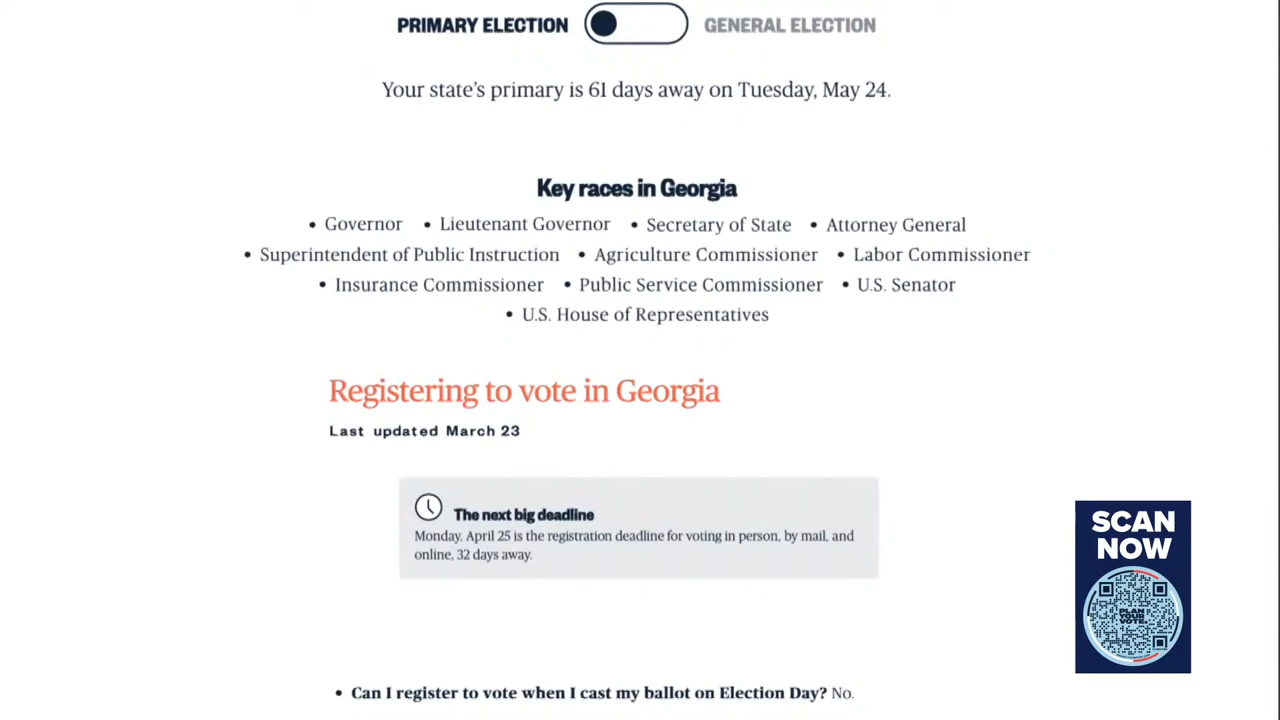 PRIMARY ELECTION GENERAL ELECTION
Your state's primary is 61 days away on Tuesday, May 24.
Key races in Georgia
• Governor • Lieutenant Governor • Secretary of State • Attorney General
• Superintendent of Public Instruction • Agriculture Commissioner • Labor Commissioner
• Insurance Commissioner • Public Service Commissioner • U.S. Senator
• U.S. House of Representatives
Registering to vote in Georgia
Last updated March 23
The next big deadline
Monday, April 25 is the registration deadline for voting in person, by mail, and
online, 32 days away.
SCAN
NOW
PLAN
YOUR
VOTE.
• Can I register to vote when I cast my ballot on Election Day? No.